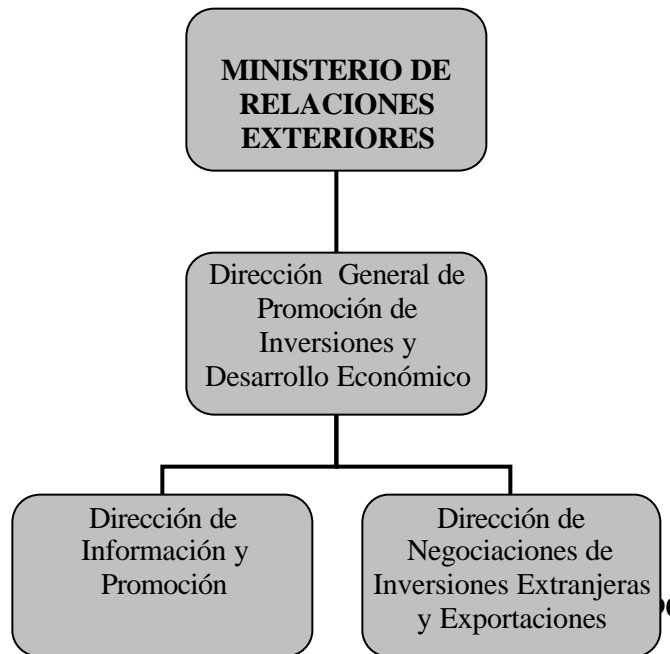 MINISTERIO DE
RELACIONES
EXTERIORES
Dirección General de
Promoción de
Inversiones y
Desarrollo Económico
Dirección de
Información y
Promoción
Dirección de
Negociaciones de
Inversiones Extranjeras
y Exportaciones